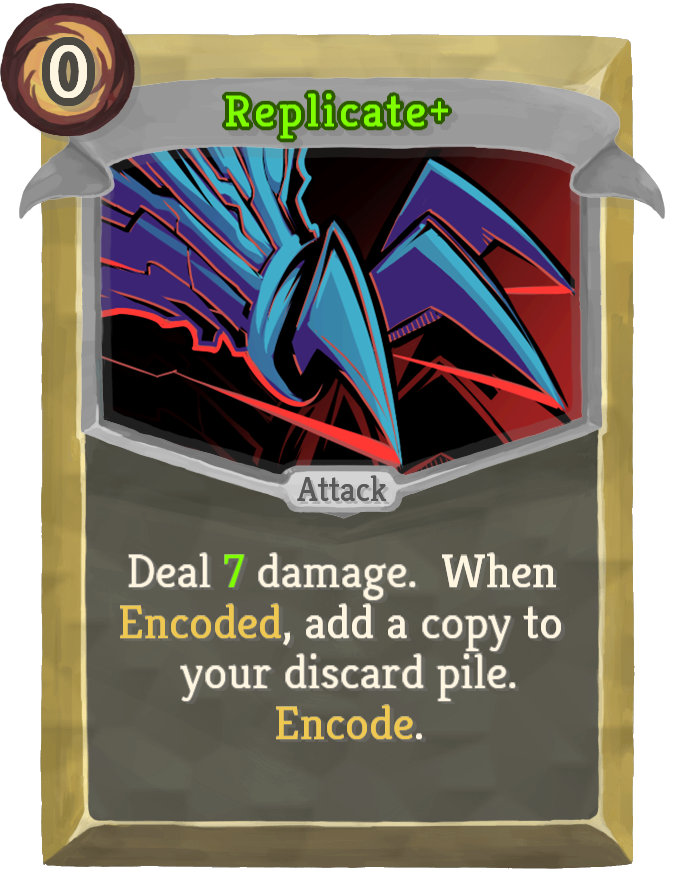 0
Replicate+
Attack
Deal 7 damage. When
Encoded, add a copy to
your discard pile.
Encode.